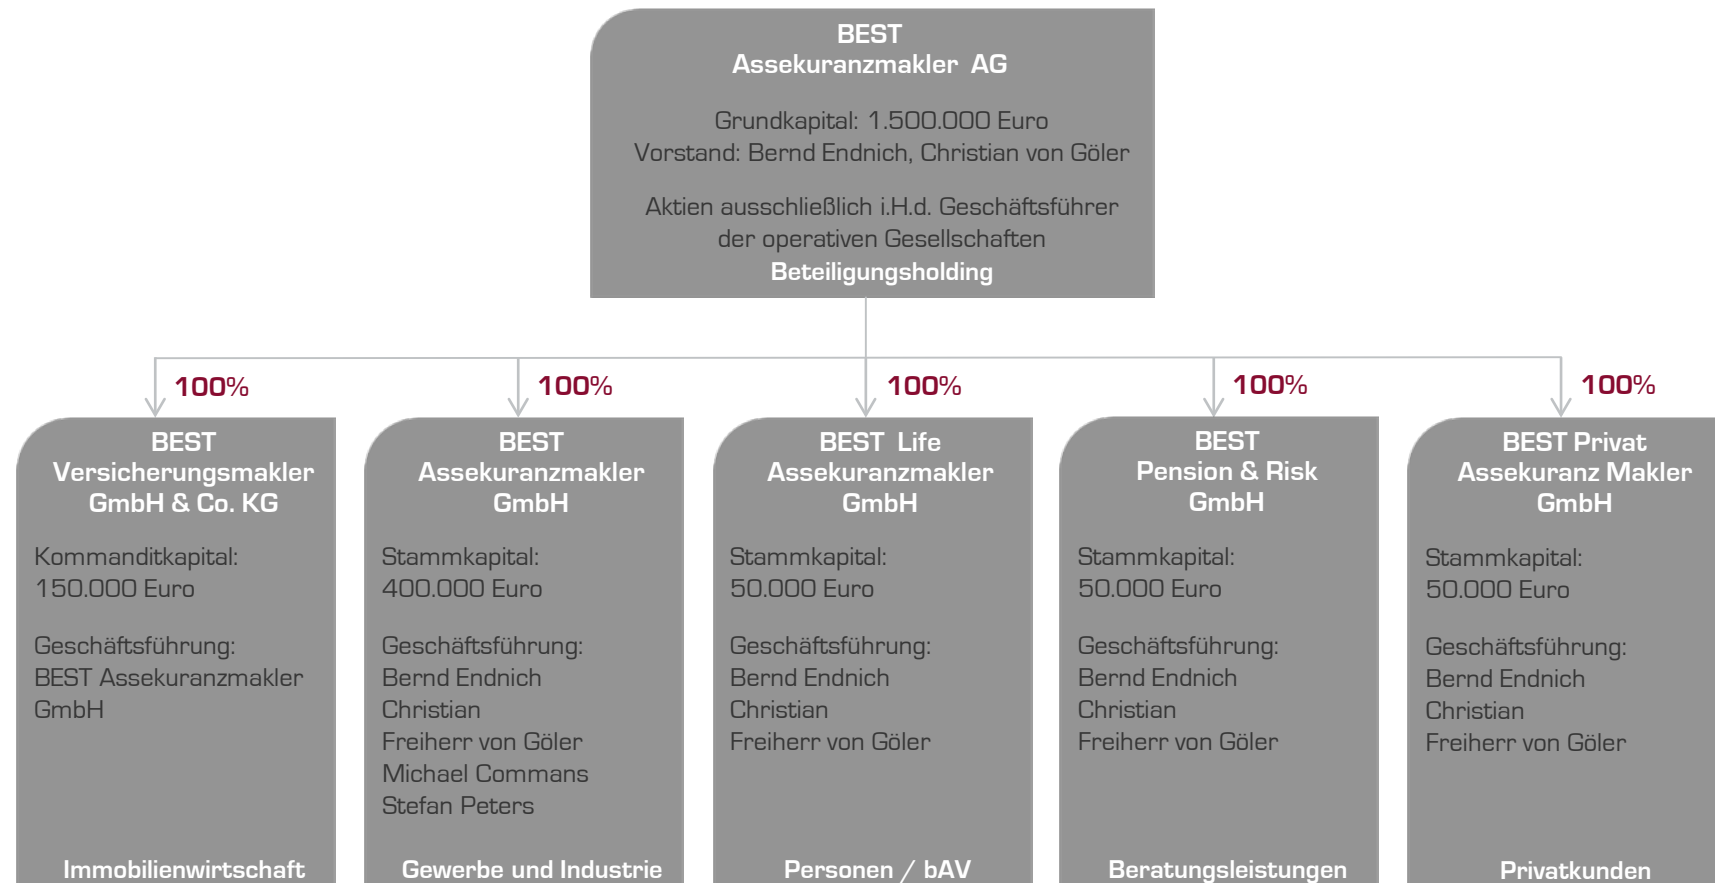 BEST
Assekuranzmakler AG
Grundkapital: 1.500.000 Euro
Vorstand: Bernd Endnich, Christian von Göler
Aktien ausschließlich i.H.d. Geschäftsführer
der operativen Gesellschaften
Beteiligungsholding
100%
100%
100%
100%
100%
BEST
Versicherungsmakler
GmbH & Co. KG
Kommanditkapital:
150.000 Euro
Geschäftsführung:
BEST Assekuranzmakler
GmbH
Immobilienwirtschaft
BEST
Assekuranzmakler
GmbH
Stammkapital:
400.000 Euro
Geschäftsführung:
Bernd Endnich
Christian
Freiherr von Göler
Michael Commans
Stefan Peters
Gewerbe und Industrie
BEST Life
Assekuranzmakler
GmbH
Stammkapital:
50.000 Euro
Geschäftsführung:
Bernd Endnich
Christian
Freiherr von Göler
Personen / bAV
BEST
Pension & Risk
GmbH
Stammkapital:
50.000 Euro
Geschäftsführung:
Bernd Endnich
Christian
Freiherr von Göler
Beratungsleistungen
BEST Privat
Assekuranz Makler
GmbH
Stammkapital:
50.000 Euro
Geschäftsführung:
Bernd Endnich
Christian
Freiherr von Göler
Privatkunden